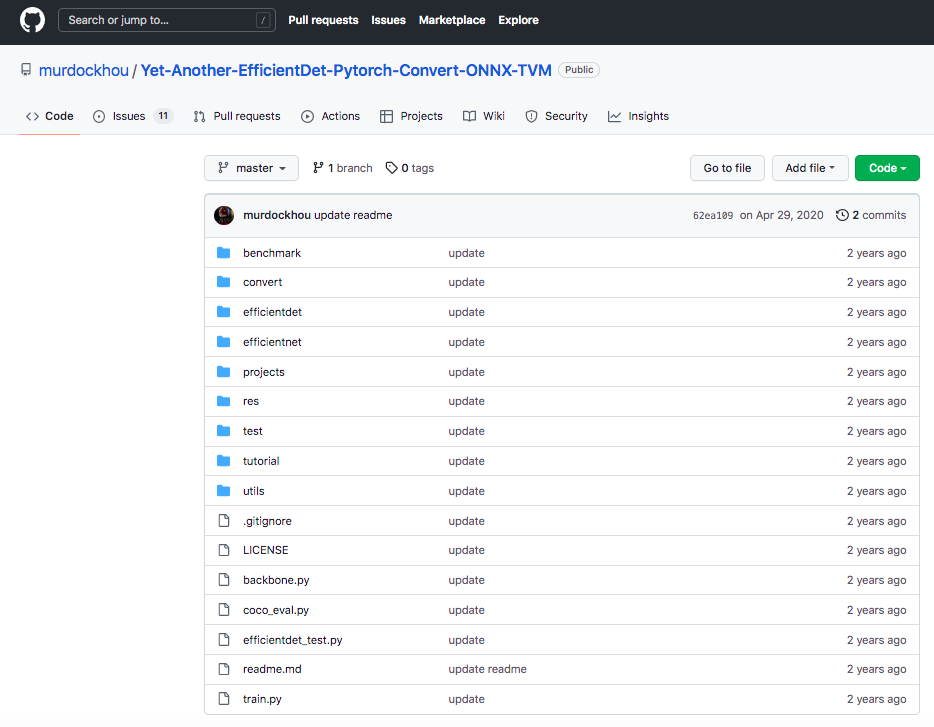 Search or jump to... / Pull requests Issues Marketplace Explore
murdockhou / Yet-Another-EfficientDet-Pytorch-Convert-ONNX-TVM Public
Code Issues 11 Pull requests Actions Projects Wiki Security Insights
master 1 branch 0 tags Go to file Add file Code
murdockhou update readme 62ea109 on Apr 29, 2020 2 commits
benchmark update 2 years ago
convert update 2 years ago
efficientdet update 2 years ago
efficientnet update 2 years ago
projects update 2 years ago
res update 2 years ago
test update 2 years ago
tutorial update 2 years ago
utils update 2 years ago
.gitignore update 2 years ago
LICENSE update 2 years ago
backbone.py update 2 years ago
coco_eval.py update 2 years ago
efficientdet_test.py update 2 years ago
readme.md update readme 2 years ago
train.py update 2 years ago